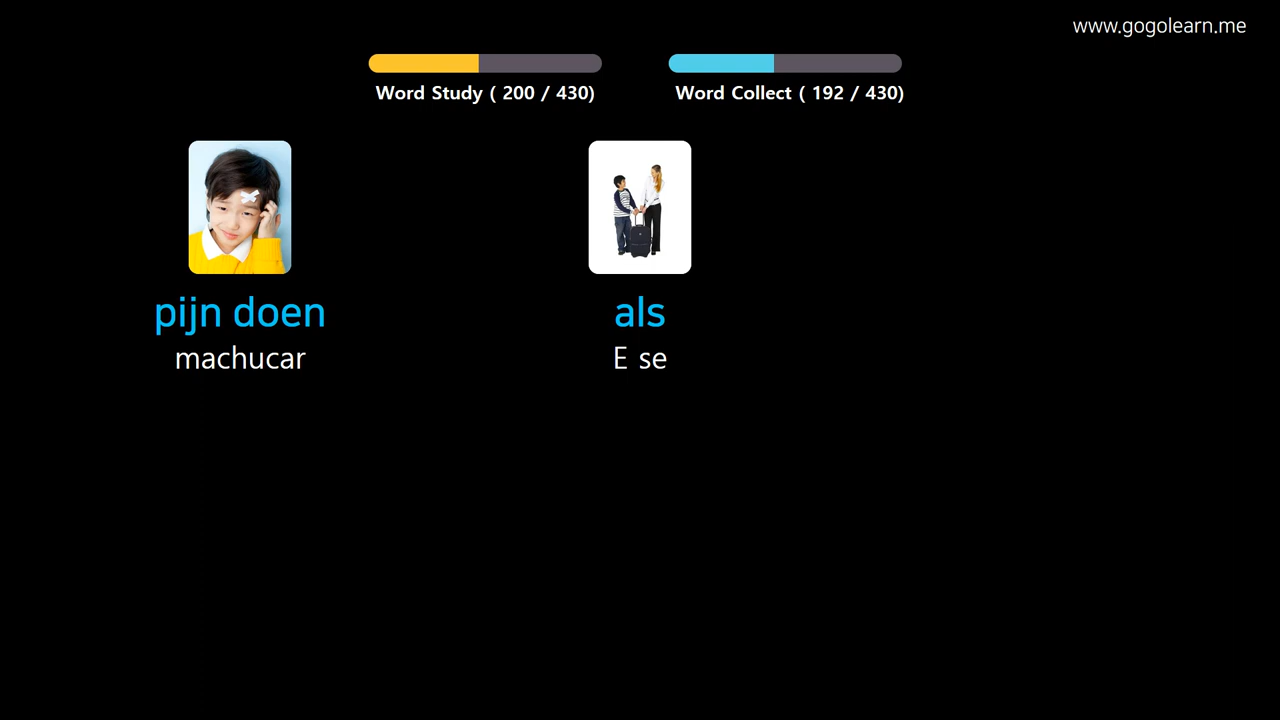 www.gogolearn.me
Word Study ( 200 / 430)
Word Collect ( 192 / 430)
pijn doen
machucar
als
E se